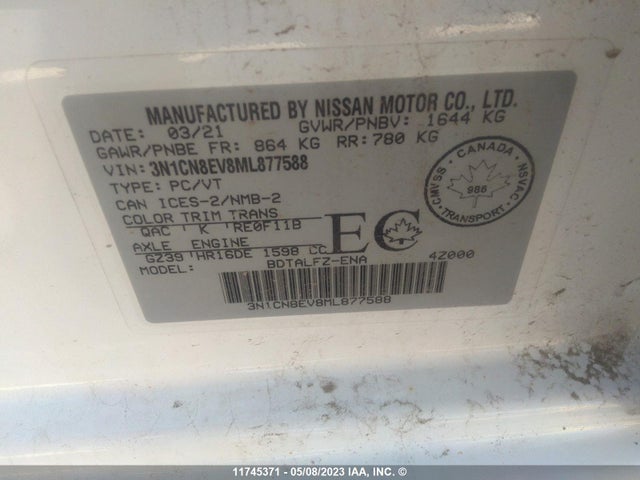 MANUFACTURED BY NISSAN MOTOR CO., LTD.
DATE: 03/21 GVWR/PNBV: 1644 KG
GAWR/PNBE FR: 864 KG RR: 780 KG
VIN: 3N1CN8EV8ML877588
TYPE: PC/VT
CAN ICES-2/NMB-2
COLOR TRIM TRANS
QAC K RE0F11B
AXLE ENGINE
GZ39 HR16DE 1598 CC
MODEL: BDTALFZ-ENA 4Z000
EC
CANADA
CMVSS NSVAC
986
TRANSPORT
3N1CN8EV8ML877588
11745371 - 05/08/2023 IAA, INC. ©